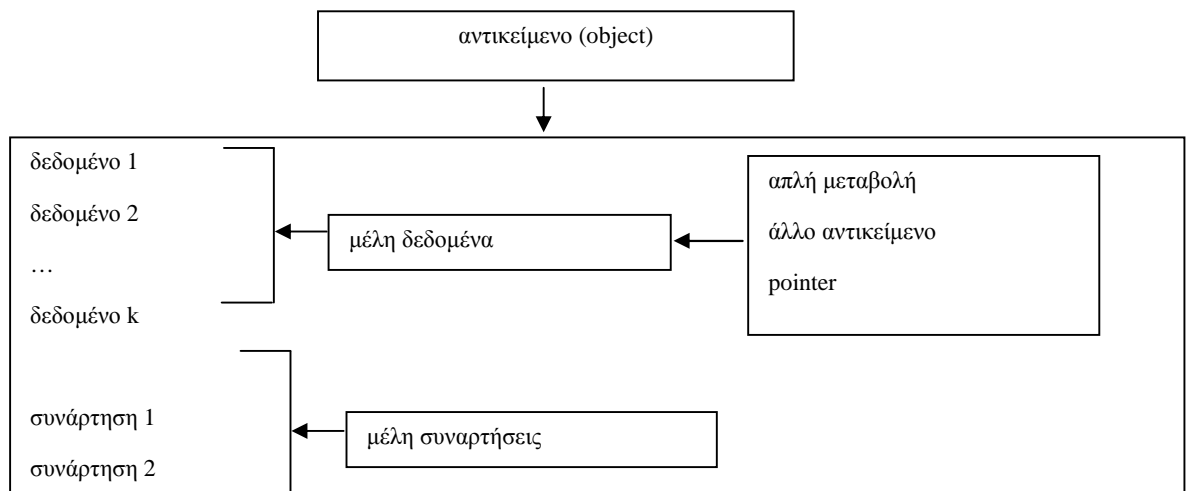 αντικείμενο (object)
δεδομένο 1
δεδομένο 2
…
δεδομένο k
μέλη δεδομένα
απλή μεταβολή
άλλο αντικείμενο
pointer
συνάρτηση 1
συνάρτηση 2
μέλη συναρτήσεις